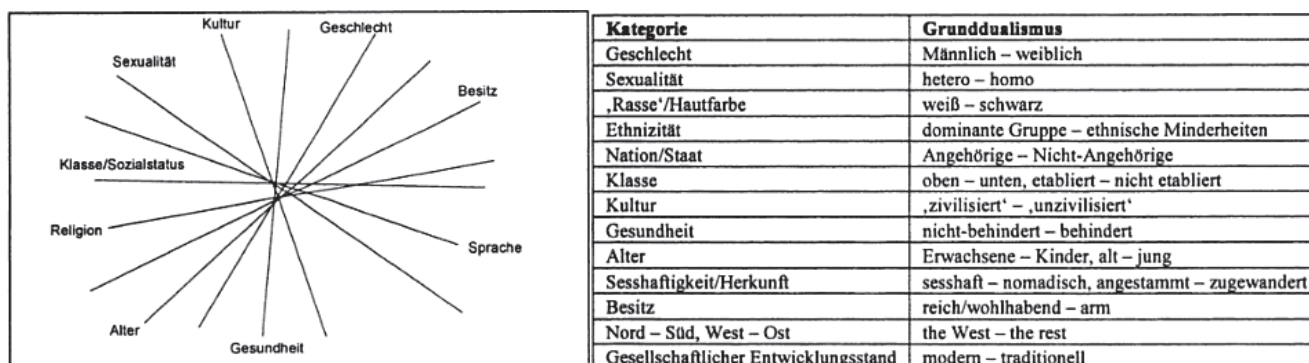 Kultur
Geschlecht
Sexualität
Besitz
Klasse/Sozialstatus
Religion
Sprache
Alter
Gesundheit
Kategorie Grunddualismus
Geschlecht Männlich – weiblich
Sexualität hetero – homo
‚Rasse‘/Hautfarbe weiß – schwarz
Ethnizität dominante Gruppe – ethnische Minderheiten
Nation/Staat Angehörige – Nicht-Angehörige
Klasse oben – unten, etabliert – nicht etabliert
Kultur ‚zivilisiert‘ – ‚unzivilisiert‘
Gesundheit nicht-behindert – behindert
Alter Erwachsene – Kinder, alt – jung
Sesshaftigkeit/Herkunft sesshaft – nomadisch, angestammt – zugewandert
Besitz reich/wohlhabend – arm
Nord – Süd, West – Ost the West – the rest
Gesellschaftlicher Entwicklungsstand modern – traditionell